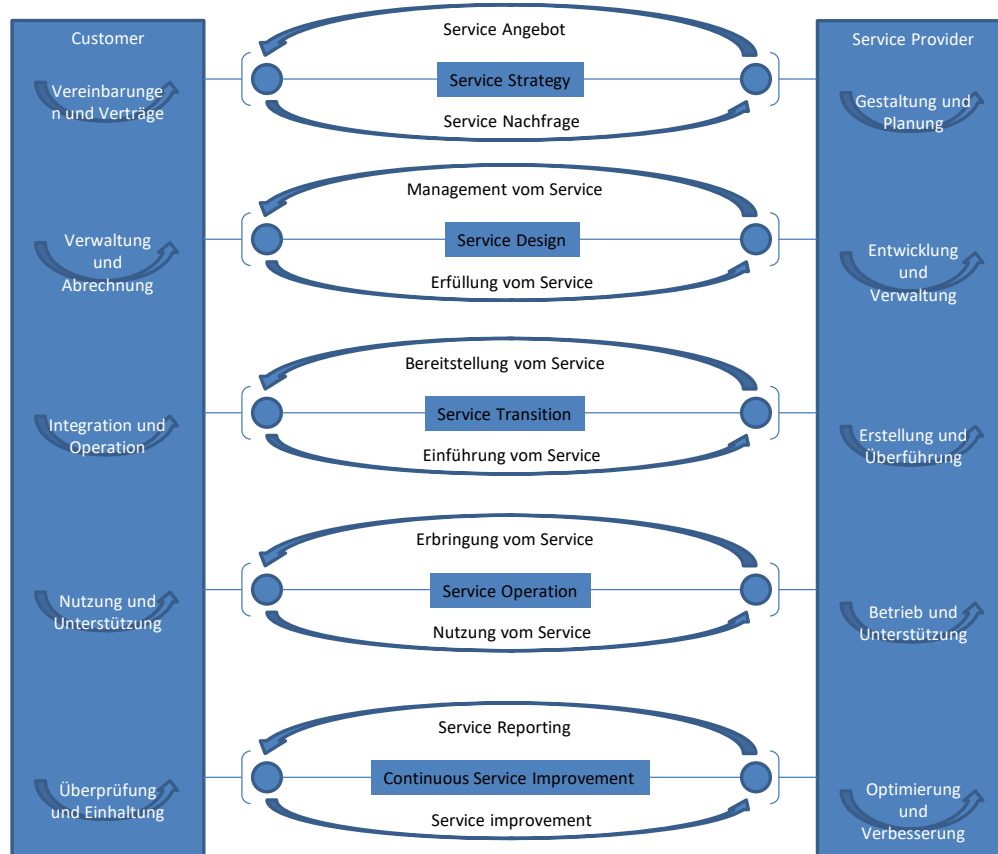 Customer
Vereinbarunge
n und Verträge
Verwaltung
und
Abrechnung
Integration und
Operation
Nutzung und
Unterstützung
Überprüfung
und Einhaltung
Service Angebot
Service Strategy
Service Nachfrage
Management vom Service
Service Design
Erfüllung vom Service
Bereitstellung vom Service
Service Transition
Einführung vom Service
Erbringung vom Service
Service Operation
Nutzung vom Service
Service Reporting
Continuous Service Improvement
Service improvement
Service Provider
Gestaltung und
Planung
Entwicklung
und
Verwaltung
Erstellung und
Überführung
Betrieb und
Unterstützung
Optimierung
und
Verbesserung